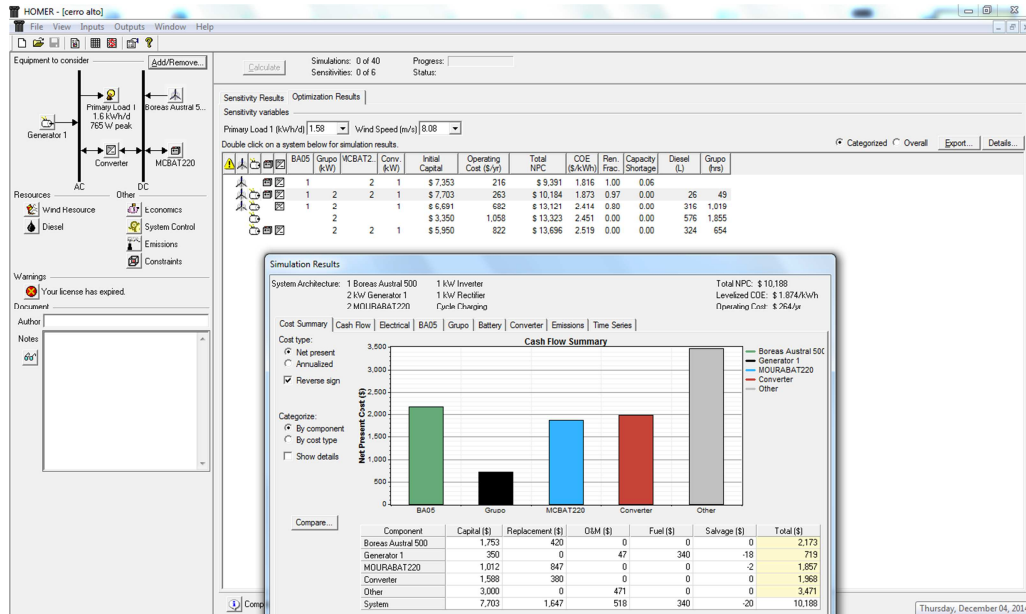 HOMER - [cerro alto]
File View Inputs Outputs Window Help
Equipment to consider Add/Remove...
Primary Load 1
1.6 kWh/d
765 W peak
Boreas Austral 5...
Generator 1
Converter
MCBAT220
AC DC
Resources Other
Wind Resource Economics
Diesel System Control
Emissions
Constraints
Warnings
Your license has expired.
Document
Author
Notes
Calculate
Simulations: 0 of 40 Progress:
Sensitivities: 0 of 6 Status:
Sensitivity Results Optimization Results
Sensitivity variables
Primary Load 1 (kWh/d) 1.58 Wind Speed (m/s) 8.08
Double click on a system below for simulation results.
Categorized Overall Export... Details...
BA05 Grupo (kW) MCBAT2.. Conv. (kW) Initial Capital Operating Cost ($/yr) Total NPC COE ($/kWh) Ren. Frac. Capacity Shortage Diesel (L) Grupo (hrs)
1 2 1 $ 7,353 216 $ 9,391 1.816 1.00 0.06
1 2 2 1 $ 7,703 263 $ 10,184 1.873 0.97 0.00 26 49
1 2 1 $ 6,691 682 $ 13,121 2.414 0.80 0.00 316 1,019
2 $ 3,350 1,058 $ 13,323 2.451 0.00 0.00 576 1,855
2 2 1 $ 5,950 822 $ 13,696 2.519 0.00 0.00 324 654
Simulation Results
System Architecture: 1 Boreas Austral 500 1 kW Inverter Total NPC: $ 10,188
2 kW Generator 1 1 kW Rectifier Levelized COE: $ 1.874/kWh
2 MOURABAT220 Cycle Charging Operating Cost: $ 264/yr
Cost Summary Cash Flow Electrical BA05 Grupo Battery Converter Emissions Time Series
Cost type:
Net present
Annualized
Reverse sign
Categorize:
By component
By cost type
Show details
Compare...
Cash Flow Summary
Net Present Cost ($)
3,500
3,000
2,500
2,000
1,500
1,000
500
0
BA05 Grupo MCBAT220 Converter Other
Boreas Austral 500
Generator 1
MOURABAT220
Converter
Other
Component Capital ($) Replacement ($) O&M ($) Fuel ($) Salvage ($) Total ($)
Boreas Austral 500 1,753 420 0 0 0 2,173
Generator 1 350 0 47 340 -18 719
MOURABAT220 1,012 847 0 0 -2 1,857
Converter 1,588 380 0 0 0 1,968
Other 3,000 0 471 0 0 3,471
System 7,703 1,647 518 340 -20 10,188
Comp
Thursday, December 04, 2014